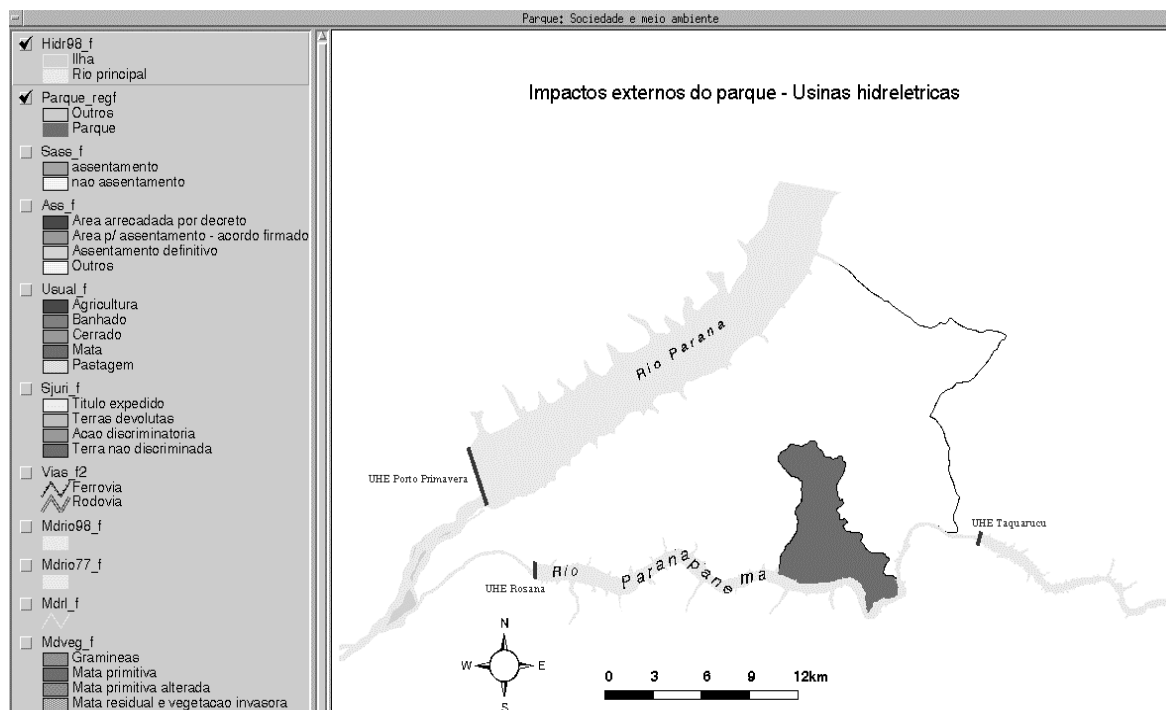 Parque: Sociedade e meio ambiente
Hidr98_f
Ilha
Rio principal
Parque_regf
Outros
Parque
Sass_f
assentamento
nao assentamento
Ass_f
Area arrecadada por decreto
Area p/ assentamento - acordo firmado
Assentamento definitivo
Outros
Usual_f
Agricultura
Banhado
Cerrado
Mata
Pastagem
Sjuri_f
Titulo expedido
Terras devolutas
Acao discriminatoria
Terra nao discriminada
Vias_f2
Ferrovia
Rodovia
Mdrio98_f
Mdrio77_f
Mdrl_f
Mdveg_f
Gramineas
Mata primitiva
Mata primitiva alterada
Mata residual e vegetacao invasora
Impactos externos do parque - Usinas hidreletricas
Rio Parana
UHE Porto Primavera
UHE Taquarucu
UHE Rosana
Rio Paranapanema
N
W E
S
0 3 6 9 12km